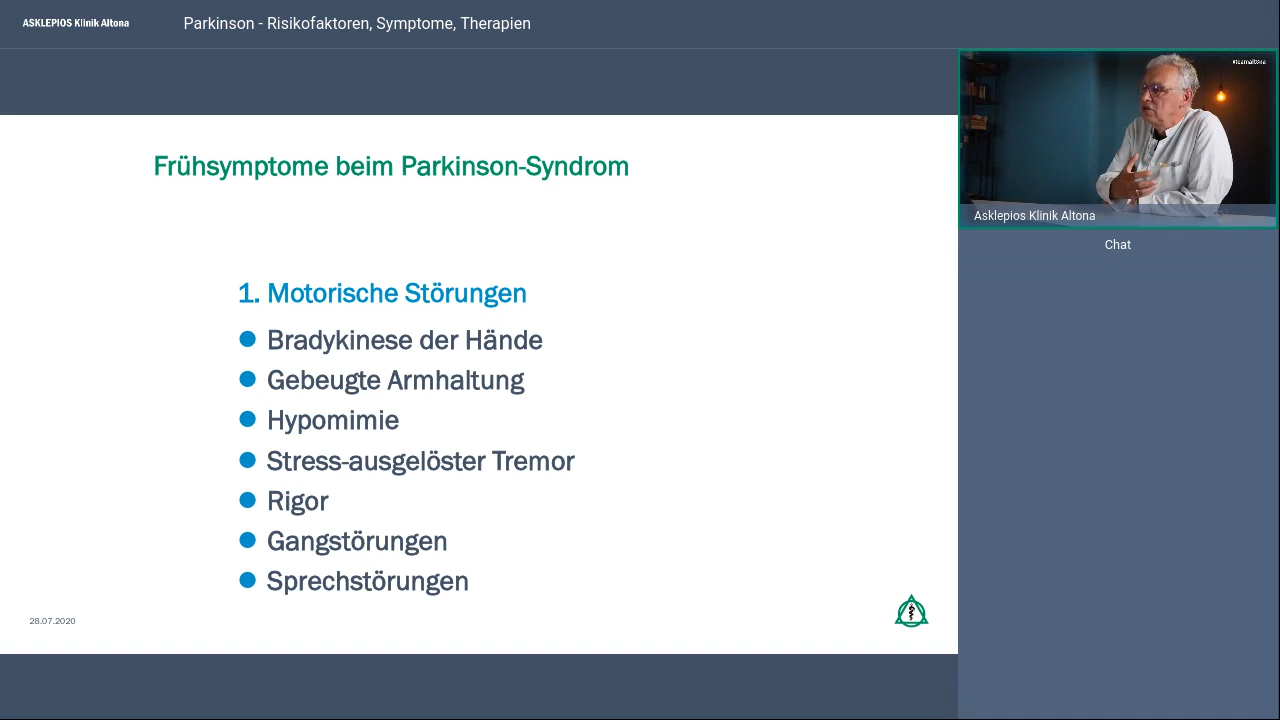 ASKLEPIOS Klinik Altona
Parkinson - Risikofaktoren, Symptome, Therapien
#teamaltona
Asklepios Klinik Altona
Chat
Frühsymptome beim Parkinson-Syndrom
1. Motorische Störungen
Bradykinese der Hände
Gebeugte Armhaltung
Hypomimie
Stress-ausgelöster Tremor
Rigor
Gangstörungen
Sprechstörungen
28.07.2020